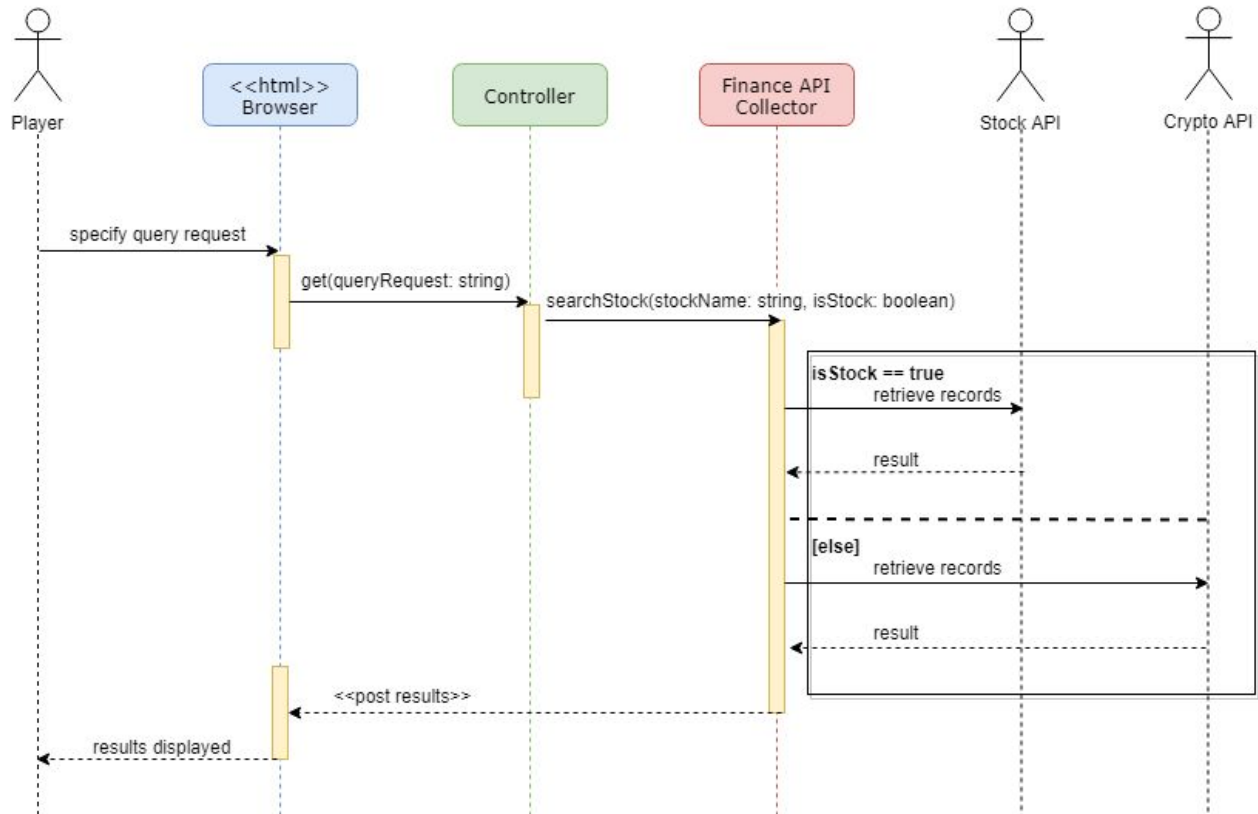 Player
<<html>>
Browser
Controller
Finance API
Collector
Stock API
Crypto API
specify query request
get(queryRequest: string)
searchStock(stockName: string, isStock: boolean)
isStock == true
retrieve records
result
[else]
retrieve records
result
<<post results>>
results displayed